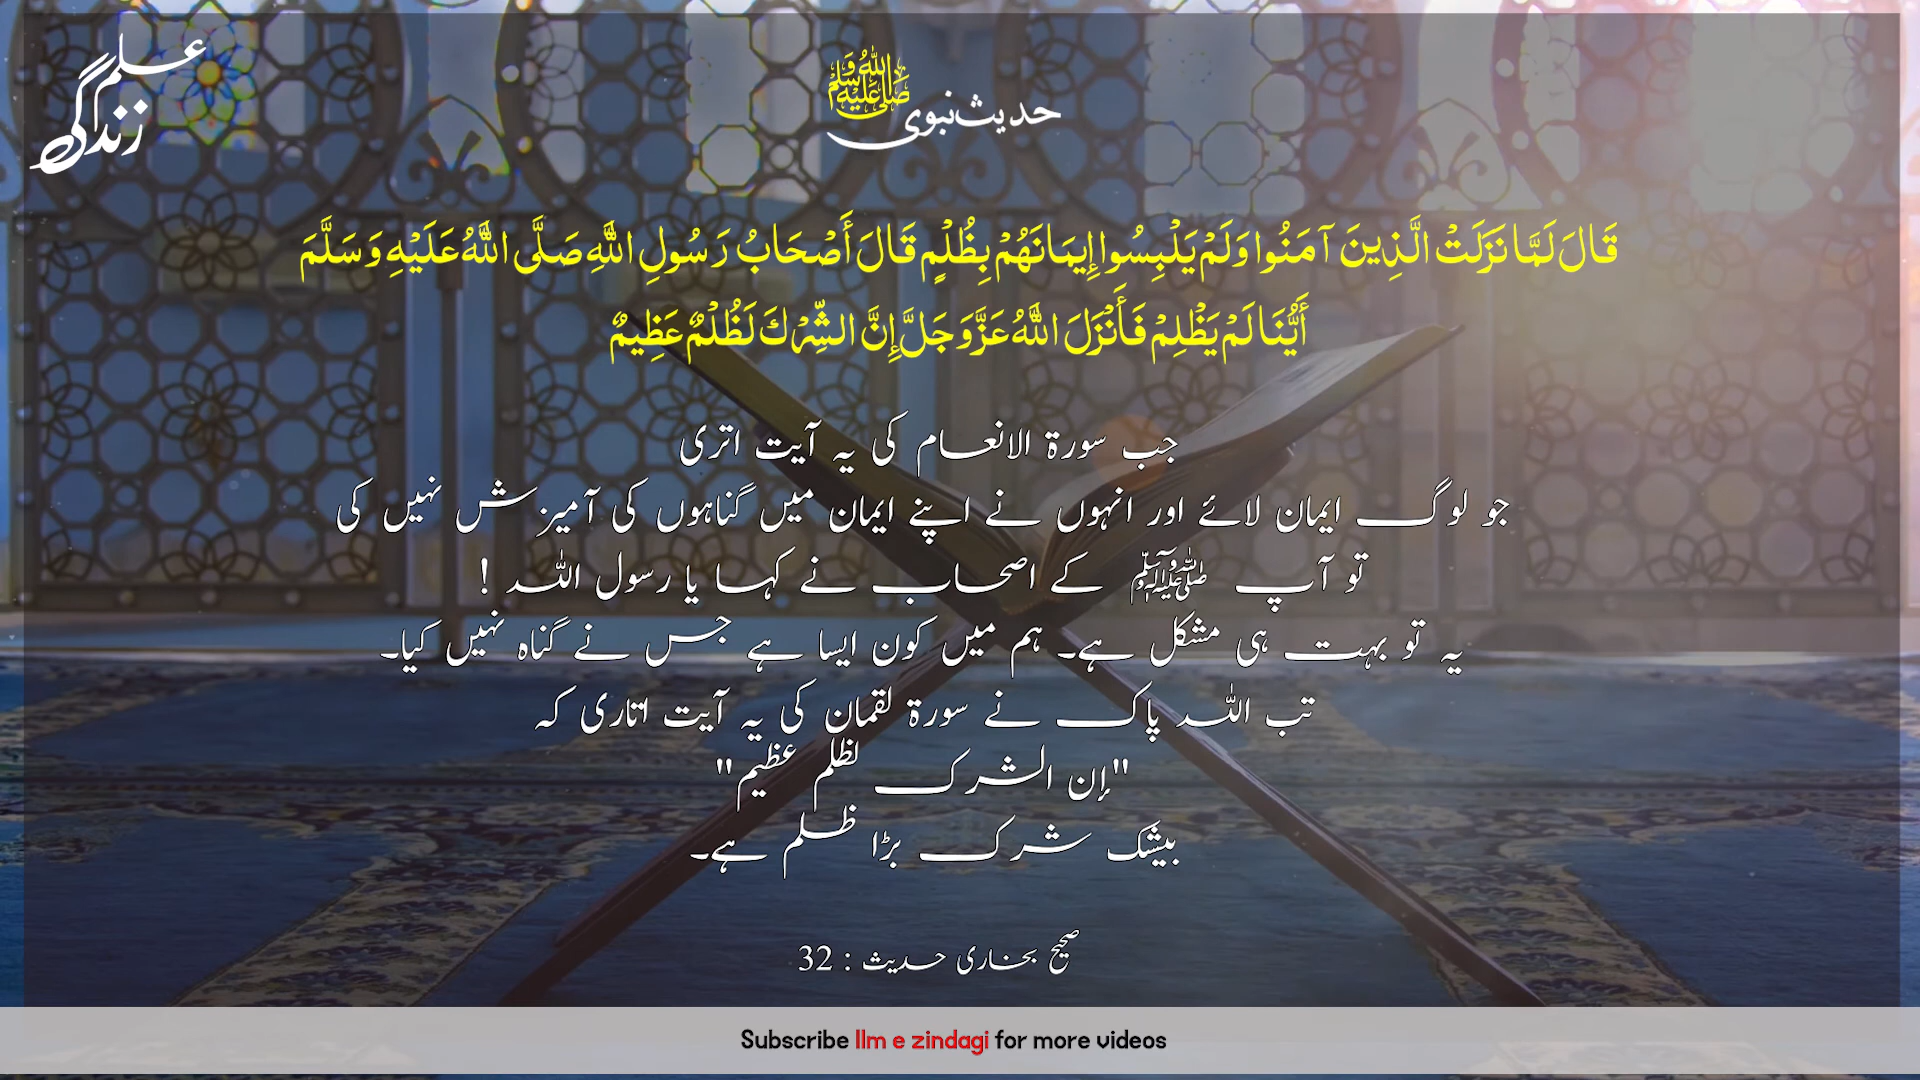 علم زندگی
حدیث نبوی ﷺ
قَالَ لَمَّا نَزَلَتْ الَّذِينَ آمَنُوا وَلَمْ يَلْبِسُوا إِيمَانَهُمْ بِظُلْمٍ قَالَ أَصْحَابُ رَسُولِ اللَّهِ صَلَّى اللَّهُ عَلَيْهِ وَسَلَّمَ
أَيُّنَا لَمْ يَظْلِمْ فَأَنْزَلَ اللَّهُ عَزَّ وَجَلَّ إِنَّ الشِّرْكَ لَظُلْمٌ عَظِيمٌ
جب سورۃ الانعام کی یہ آیت اتری
جو لوگ ایمان لائے اور انہوں نے اپنے ایمان میں گناہوں کی آمیزش نہیں کی
تو آپ ﷺ کے اصحاب نے کہا یا رسول اللہ !
یہ تو بہت ہی مشکل ہے۔ ہم میں کون ایسا ہے جس نے گناہ نہیں کیا۔
تب اللہ پاک نے سورۃ لقمان کی یہ آیت اتاری کہ
"إن الشرك لظلم عظيم"
بیشک شرک بڑا ظلم ہے۔
صحیح بخاری حدیث : 32
Subscribe Ilm e zindagi for more videos